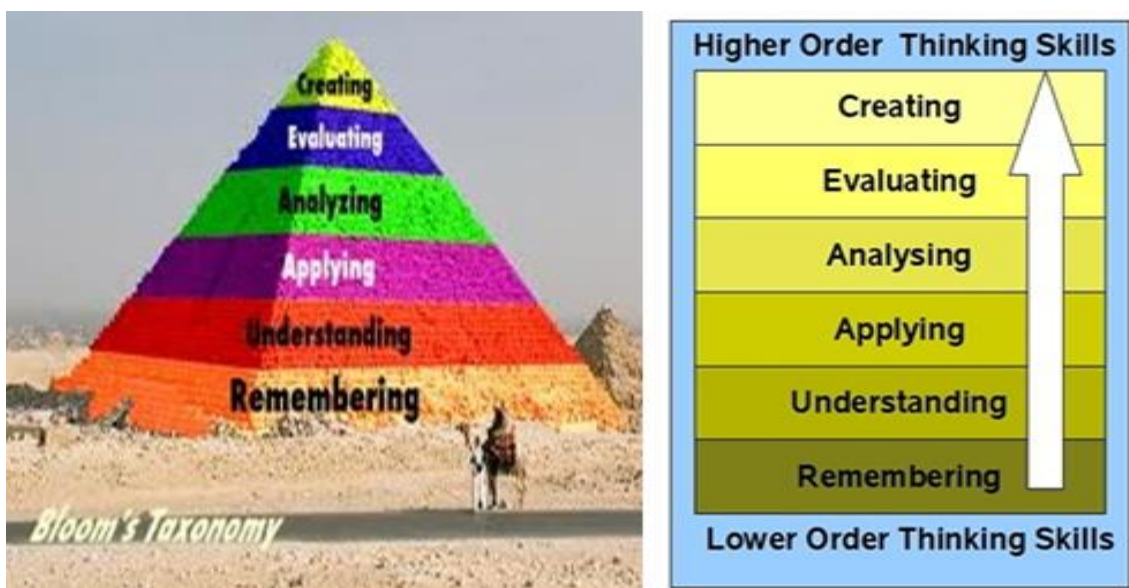 Creating
Evaluating
Analyzing
Applying
Understanding
Remembering
Bloom's Taxonomy
Higher Order Thinking Skills
Creating
Evaluating
Analysing
Applying
Understanding
Remembering
Lower Order Thinking Skills